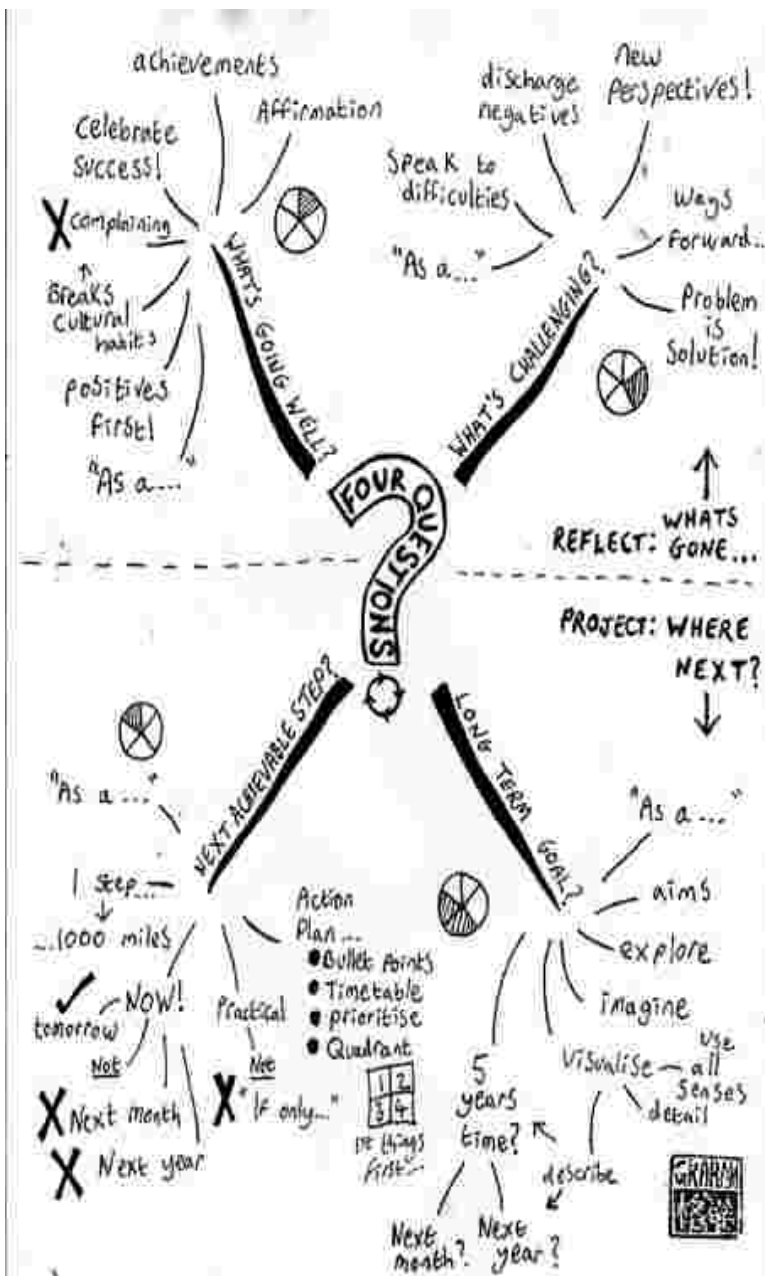 achievements
Affirmation
Celebrate
Success!
X complaining
Breaks
cultural
habits
positives
first!
"As a..."
WHAT'S GOING WELL?
new
perspectives!
discharge
negatives
Speak to
difficulties
"As a..."
Ways
forward...
Problem
is
Solution!
WHAT'S CHALLENGING?
FOUR QUESTIONS
REFLECT: WHATS
GONE...
PROJECT: WHERE
NEXT?
NEXT ACHIEVABLE STEP?
"As a..."
1 Step...
...1000 miles
NOW!
tomorrow
Not
X Next month
X Next year
Practical
Not
X "If only..."
Action
Plan...
Bullet Points
Timetable
prioritise
Quadrant
1 2
3 4
1st things
first...
LONG TERM GOAL?
"As a..."
aims
explore
imagine
Visualise
use
all
senses
detail
describe
5
years
time?
Next
month?
Next
year?